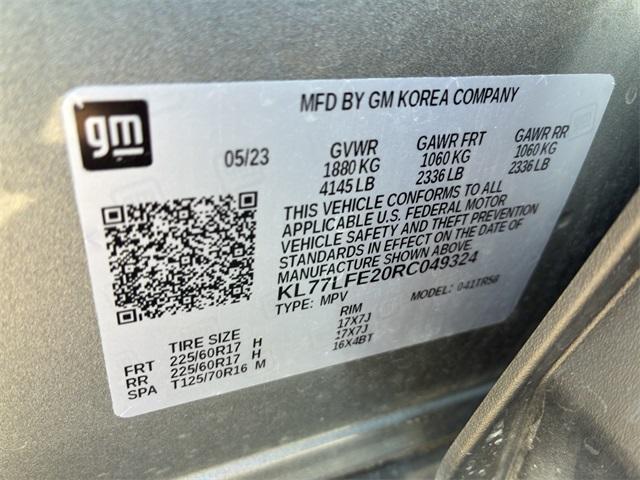 gm
MFD BY GM KOREA COMPANY
05/23
GVWR GAWR FRT GAWR RR
1880 KG 1060 KG 1060 KG
4145 LB 2336 LB 2336 LB
THIS VEHICLE CONFORMS TO ALL
APPLICABLE U.S. FEDERAL MOTOR
VEHICLE SAFETY AND THEFT PREVENTION
STANDARDS IN EFFECT ON THE DATE OF
MANUFACTURE SHOWN ABOVE.
KL77LFE20RC049324
TYPE: MPV MODEL: 041TR58
TIRE SIZE RIM
FRT 225/60R17 H 17X7J
RR 225/60R17 H 17X7J
SPA T125/70R16 M 16X4BT